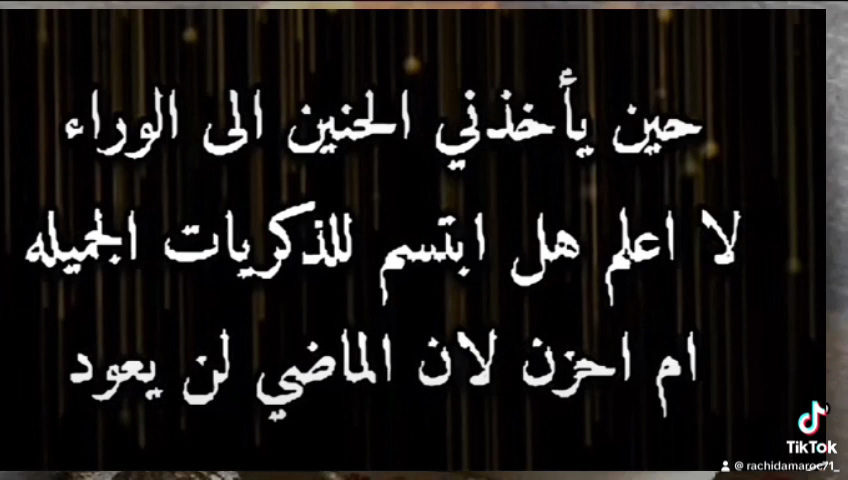 حين يأخذني الحنين الى الوراء
لا اعلم هل ابتسم للذكريات الجميله
ام احزن لان الماضي لن يعود
TikTok
@rachidamaroc71_